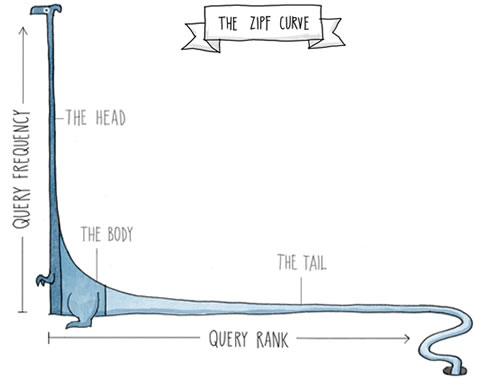 THE ZIPF CURVE
THE HEAD
QUERY FREQUENCY
THE BODY
THE TAIL
QUERY RANK